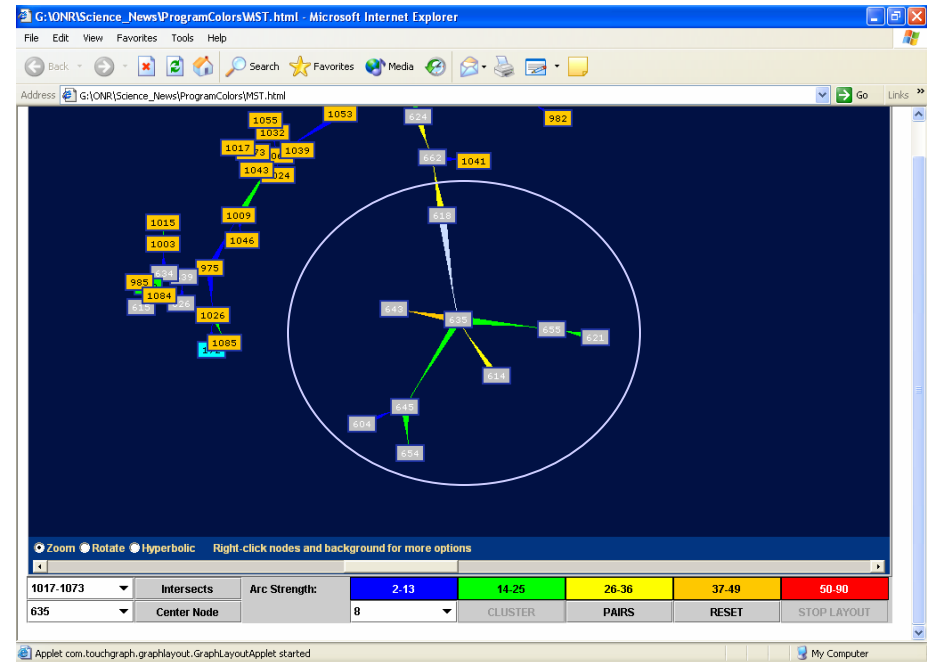 G:\ONR\Science_News\ProgramColors\MST.html - Microsoft Internet Explorer
File Edit View Favorites Tools Help
Back Search Favorites Media
Address G:\ONR\Science_News\ProgramColors\MST.html Go Links »
1055 1053 624 982
1032
1017 73 1039 662 1041
1043 024
1009 618
1015
1003 1046
634 39 975
985
1084 643
615 26 1026 635
655 621
1085
614
645
604
654
Zoom Rotate Hyperbolic Right-click nodes and background for more options
1017-1073 Intersects Arc Strength: 2-13 14-25 26-36 37-49 50-90
635 Center Node 8 CLUSTER PAIRS RESET STOP LAYOUT
Applet com.touchgraph.graphlayout.GraphLayoutApplet started My Computer